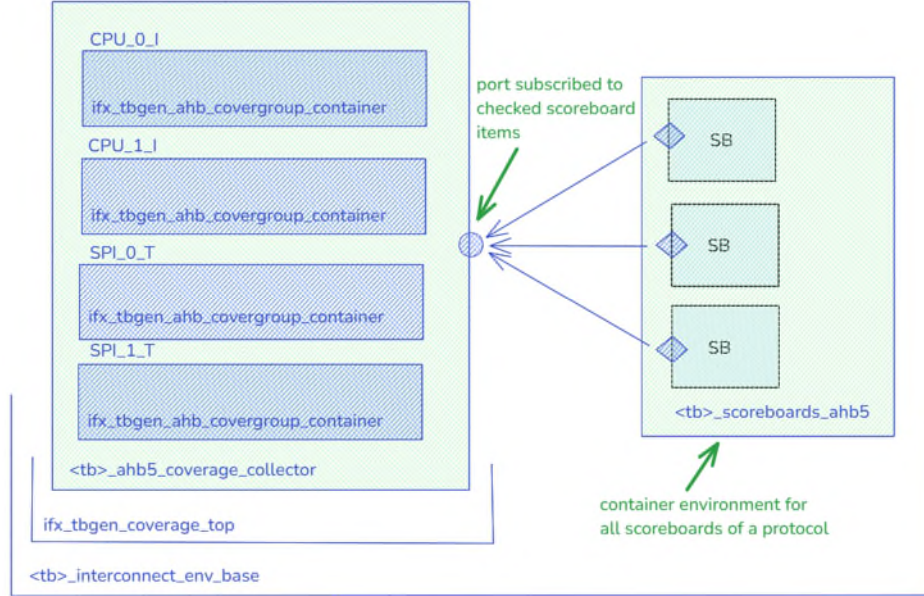 CPU_0_I
ifx_tbgen_ahb_covergroup_container
CPU_1_I
ifx_tbgen_ahb_covergroup_container
SPI_0_T
ifx_tbgen_ahb_covergroup_container
SPI_1_T
ifx_tbgen_ahb_covergroup_container
<tb>_ahb5_coverage_collector
ifx_tbgen_coverage_top
<tb>_interconnect_env_base
port subscribed to
checked scoreboard
items
SB
SB
SB
<tb>_scoreboards_ahb5
container environment for
all scoreboards of a protocol